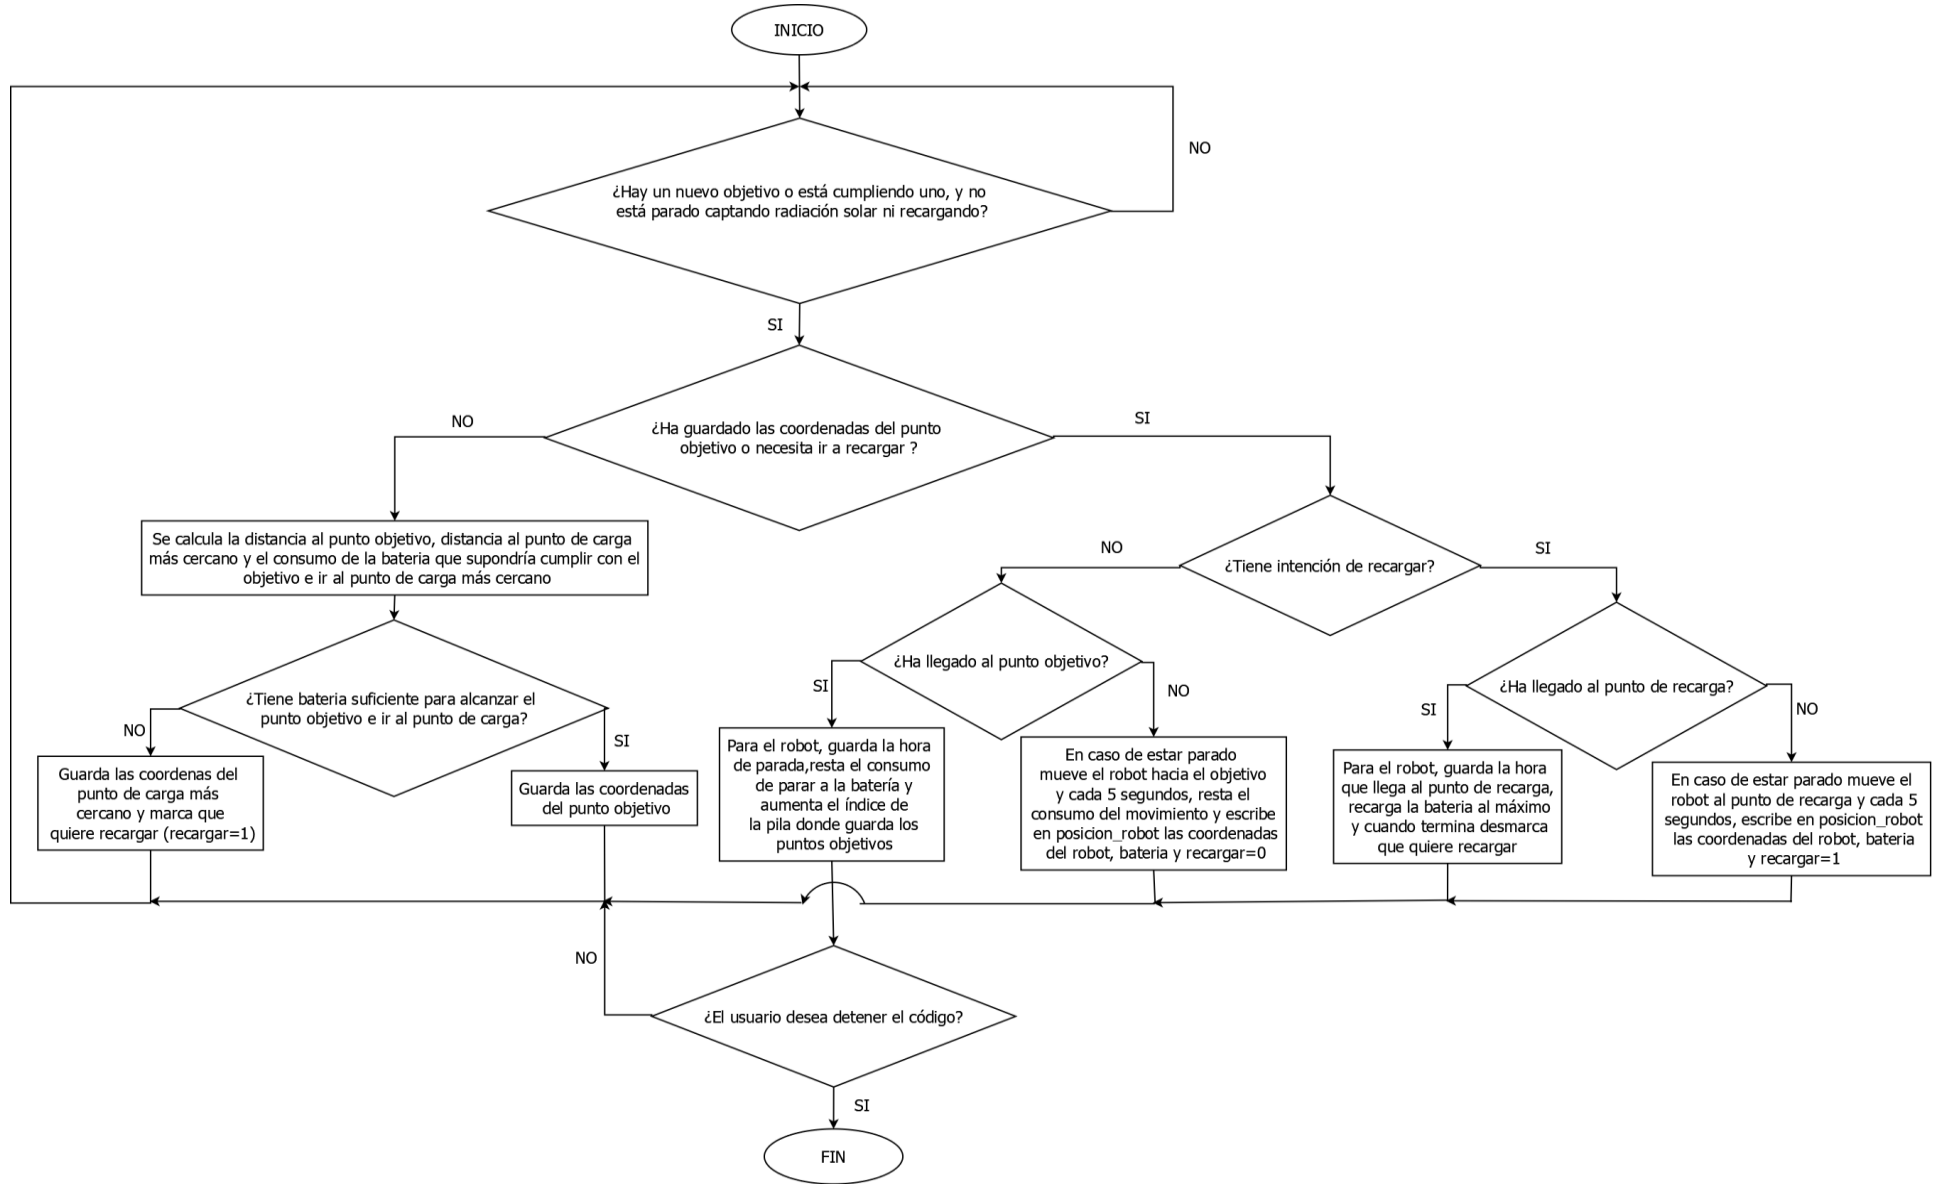 INICIO
NO
¿Hay un nuevo objetivo o está cumpliendo uno, y no
está parado captando radiación solar ni recargando?
SI
NO
¿Ha guardado las coordenadas del punto
objetivo o necesita ir a recargar ?
SI
Se calcula la distancia al punto objetivo, distancia al punto de carga
más cercano y el consumo de la bateria que supondría cumplir con el
objetivo e ir al punto de carga más cercano
NO
¿Tiene intención de recargar?
SI
¿Ha llegado al punto objetivo?
SI
NO
¿Ha llegado al punto de recarga?
SI
NO
¿Tiene bateria suficiente para alcanzar el
punto objetivo e ir al punto de carga?
NO
SI
Guarda las coordenas del
punto de carga más
cercano y marca que
quiere recargar (recargar=1)
Guarda las coordenadas
del punto objetivo
Para el robot, guarda la hora
de parada,resta el consumo
de parar a la batería y
aumenta el índice de
la pila donde guarda los
puntos objetivos
En caso de estar parado
mueve el robot hacia el objetivo
y cada 5 segundos, resta el
consumo del movimiento y escribe
en posicion_robot las coordenadas
del robot, bateria y recargar=0
Para el robot, guarda la hora
que llega al punto de recarga,
recarga la bateria al máximo
y cuando termina desmarca
que quiere recargar
En caso de estar parado mueve el
robot al punto de recarga y cada 5
segundos, escribe en posicion_robot
las coordenadas del robot, bateria
y recargar=1
NO
¿El usuario desea detener el código?
SI
FIN